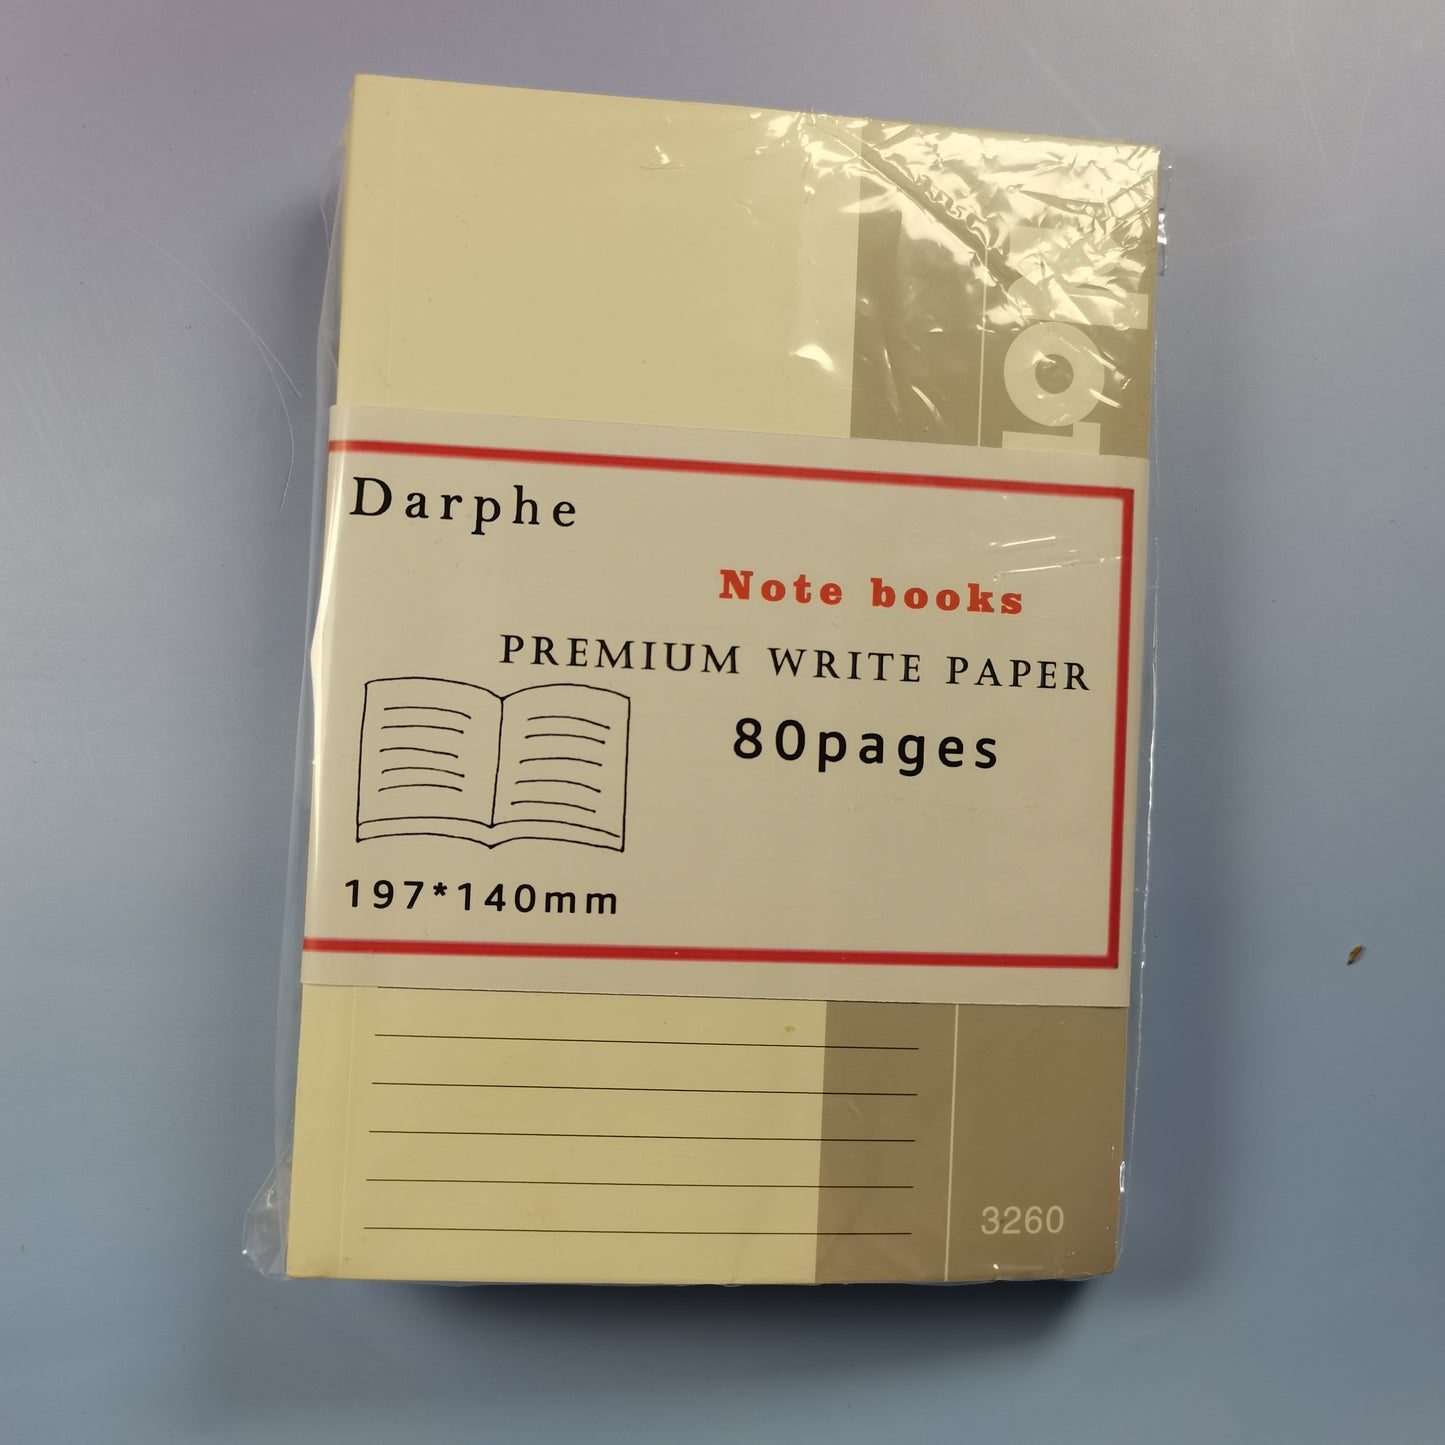 Darphe
Note books
PREMIUM WRITE PAPER
80pages
197*140mm
3260